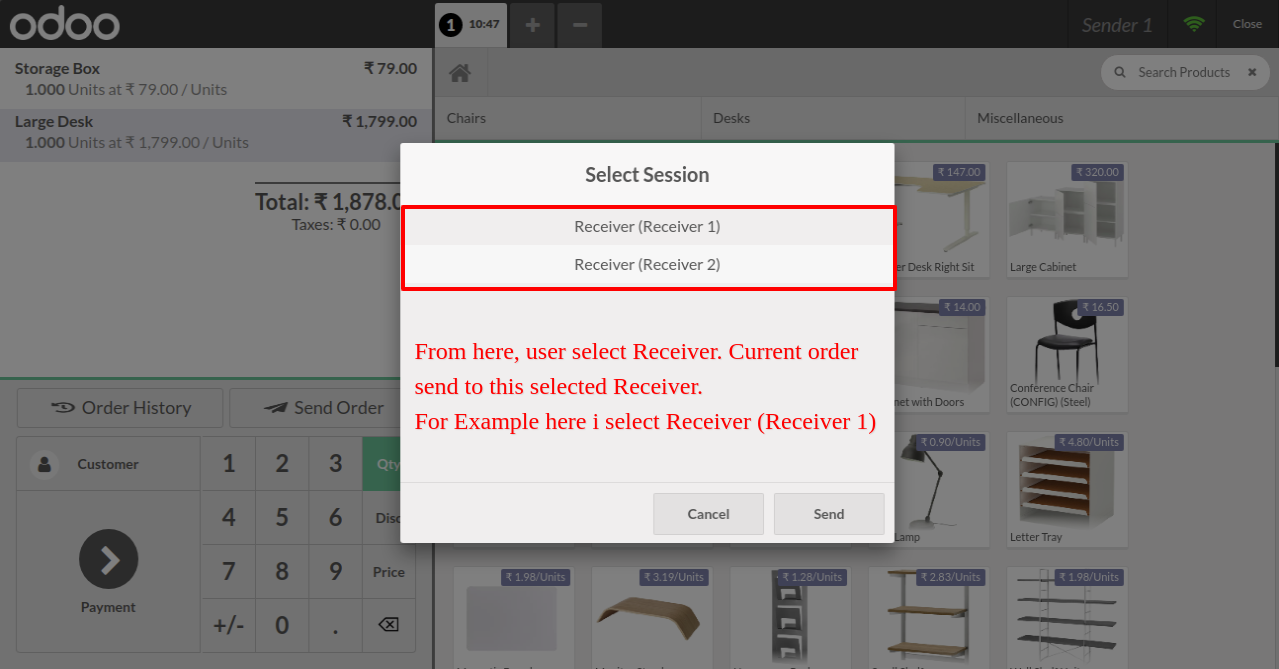 odoo
1 10:47
Sender 1
Close
Storage Box ₹ 79.00
1.000 Units at ₹ 79.00 / Units
Large Desk ₹ 1,799.00
1.000 Units at ₹ 1,799.00 / Units
Total: ₹ 1,878.0
Taxes: ₹ 0.00
Search Products
Chairs
Desks
Miscellaneous
Select Session
Receiver (Receiver 1)
Receiver (Receiver 2)
From here, user select Receiver. Current order
send to this selected Receiver.
For Example here i select Receiver (Receiver 1)
Cancel
Send
₹ 147.00
er Desk Right Sit
₹ 320.00
Large Cabinet
₹ 14.00
net with Doors
₹ 16.50
Conference Chair
(CONFIG) (Steel)
₹ 0.90/Units
Lamp
₹ 4.80/Units
Letter Tray
₹ 1.98/Units
₹ 3.19/Units
₹ 1.28/Units
₹ 2.83/Units
₹ 1.98/Units
Order History
Send Order
Customer
Payment
1 2 3 Qty
4 5 6 Disc
7 8 9 Price
+/- 0 .